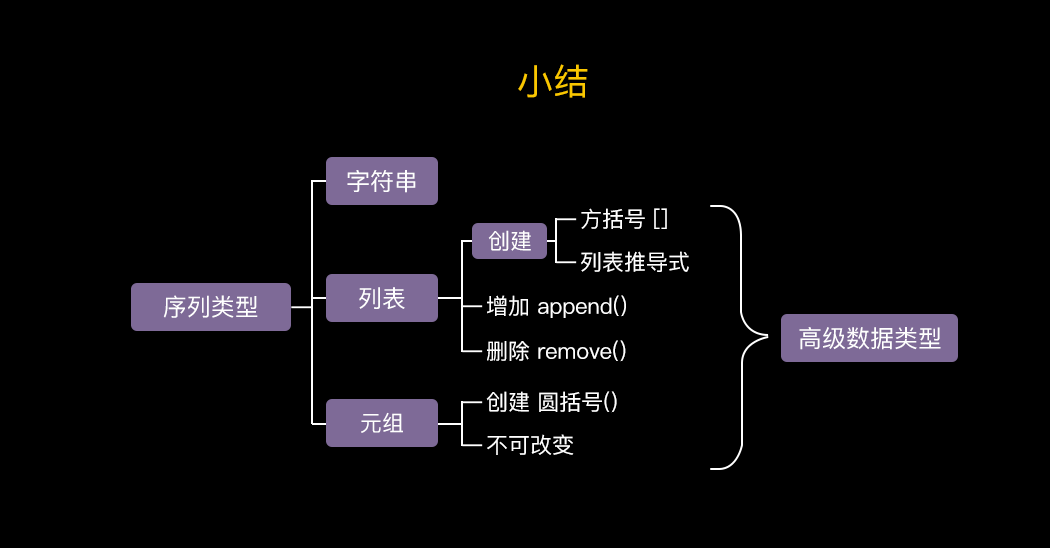 小结
序列类型
字符串
列表
创建
方括号 []
列表推导式
增加 append()
删除 remove()
元组
创建 圆括号()
不可改变
高级数据类型